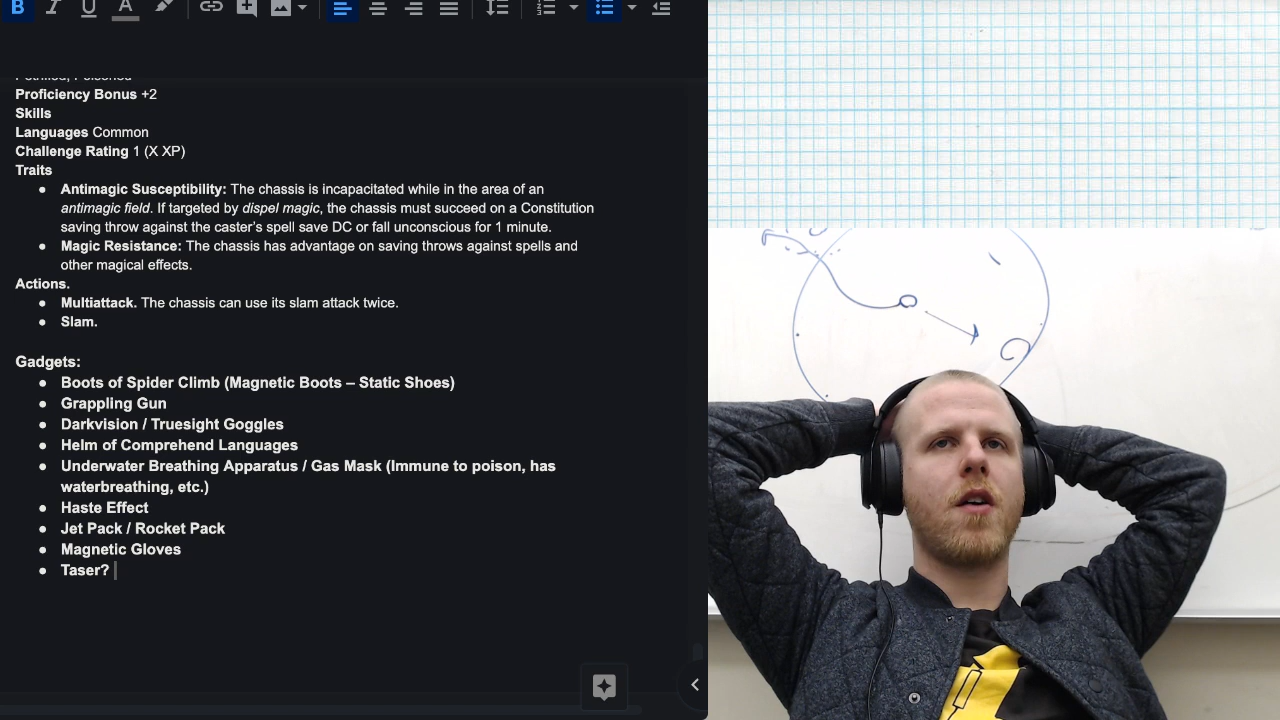 Petrified, Poisoned
Proficiency Bonus +2
Skills
Languages Common
Challenge Rating 1 (X XP)
Traits
● Antimagic Susceptibility: The chassis is incapacitated while in the area of an
antimagic field. If targeted by dispel magic, the chassis must succeed on a Constitution
saving throw against the caster's spell save DC or fall unconscious for 1 minute.
● Magic Resistance: The chassis has advantage on saving throws against spells and
other magical effects.
Actions.
● Multiattack. The chassis can use its slam attack twice.
● Slam.
Gadgets:
● Boots of Spider Climb (Magnetic Boots – Static Shoes)
● Grappling Gun
● Darkvision / Truesight Goggles
● Helm of Comprehend Languages
● Underwater Breathing Apparatus / Gas Mask (Immune to poison, has
waterbreathing, etc.)
● Haste Effect
● Jet Pack / Rocket Pack
● Magnetic Gloves
● Taser?